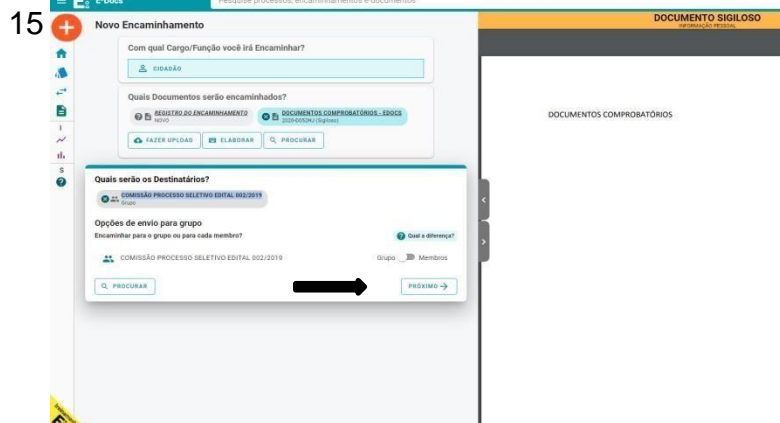 15
E-Docs
Pesquise processos, encaminhamentos e documentos
Novo Encaminhamento
Com qual Cargo/Função você irá Encaminhar?
CIDADÃO
Quais Documentos serão encaminhados?
REGISTRO DO ENCAMINHAMENTO
NOVO
DOCUMENTOS COMPROBATÓRIOS - EDOCS
FAZER UPLOAD
ELABORAR
PROCURAR
Quais serão os Destinatários?
COMISSÃO PROCESSO SELETIVO EDITAL 002/2019
Grupo
Opções de envio para grupo
Encaminhar para o grupo ou para cada membro?
Qual a diferença?
COMISSÃO PROCESSO SELETIVO EDITAL 002/2019
Grupo
Membros
PROCURAR
PRÓXIMO
DOCUMENTO SIGILOSO
INFORMAÇÃO PESSOAL
DOCUMENTOS COMPROBATÓRIOS